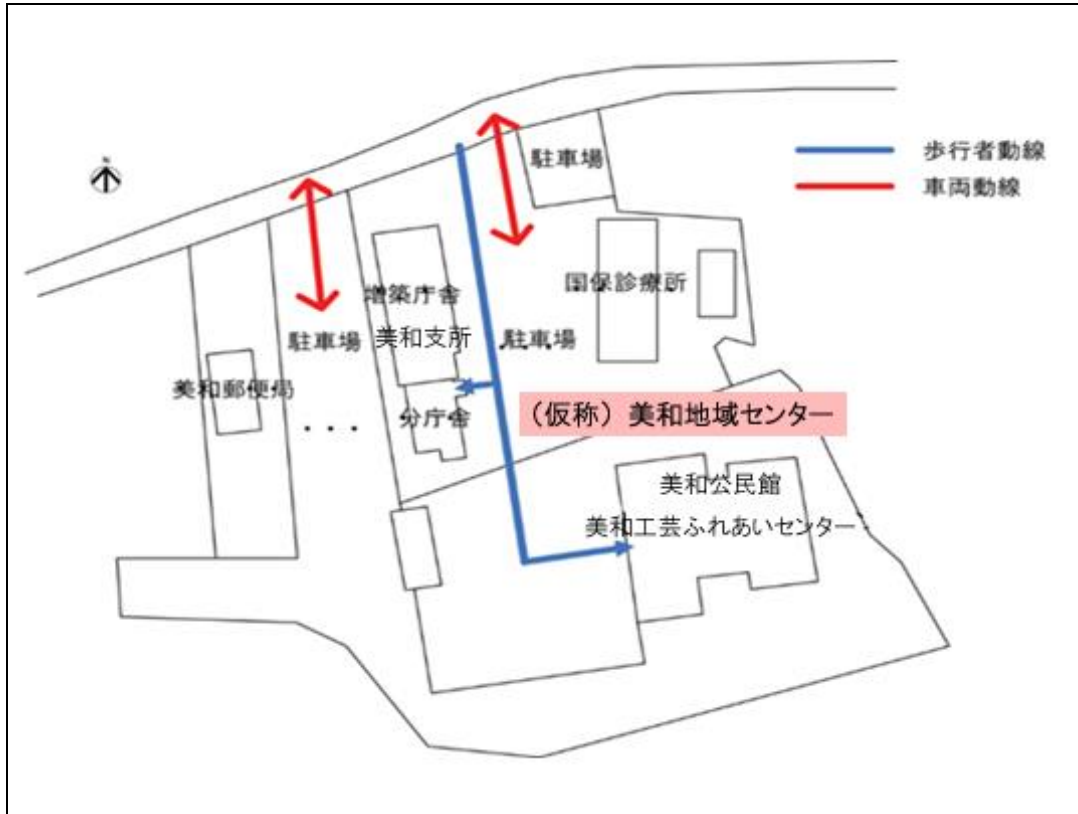 N
駐車場
歩行者動線
車両動線
増築庁舎
国保診療所
美和支所
駐車場
駐車場
美和郵便局
分庁舎
（仮称）美和地域センター
美和公民館
美和工芸ふれあいセンター